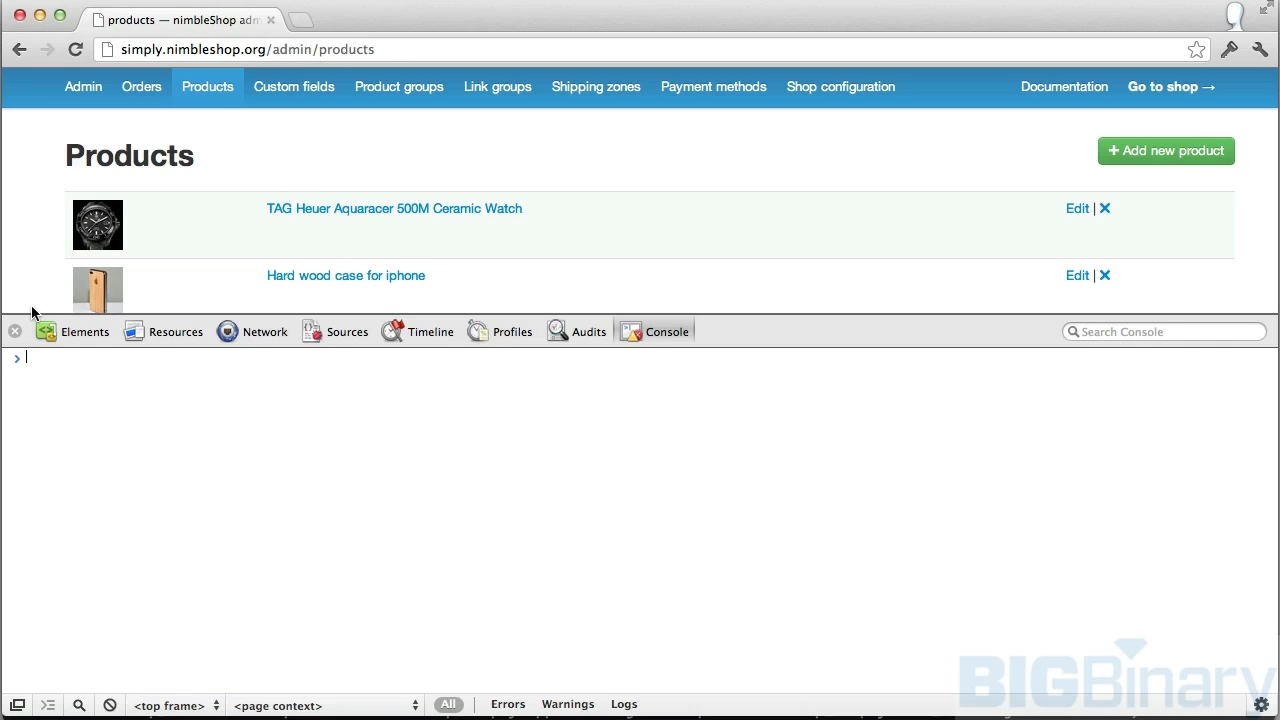 products — nimbleShop adm
simply.nimbleshop.org/admin/products
Admin Orders Products Custom fields Product groups Link groups Shipping zones Payment methods Shop configuration Documentation Go to shop →
Products
+ Add new product
TAG Heuer Aquaracer 500M Ceramic Watch
Edit | ×
Hard wood case for iphone
Edit | ×
Elements Resources Network Sources Timeline Profiles Audits Console Search Console
>
BIGBinary
<top frame> <page context> All Errors Warnings Logs